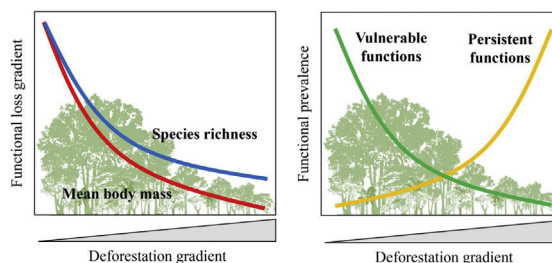 Functional loss gradient
Species richness
Mean body mass
Deforestation gradient
Functional prevalence
Vulnerable
functions
Persistent
functions
Deforestation gradient